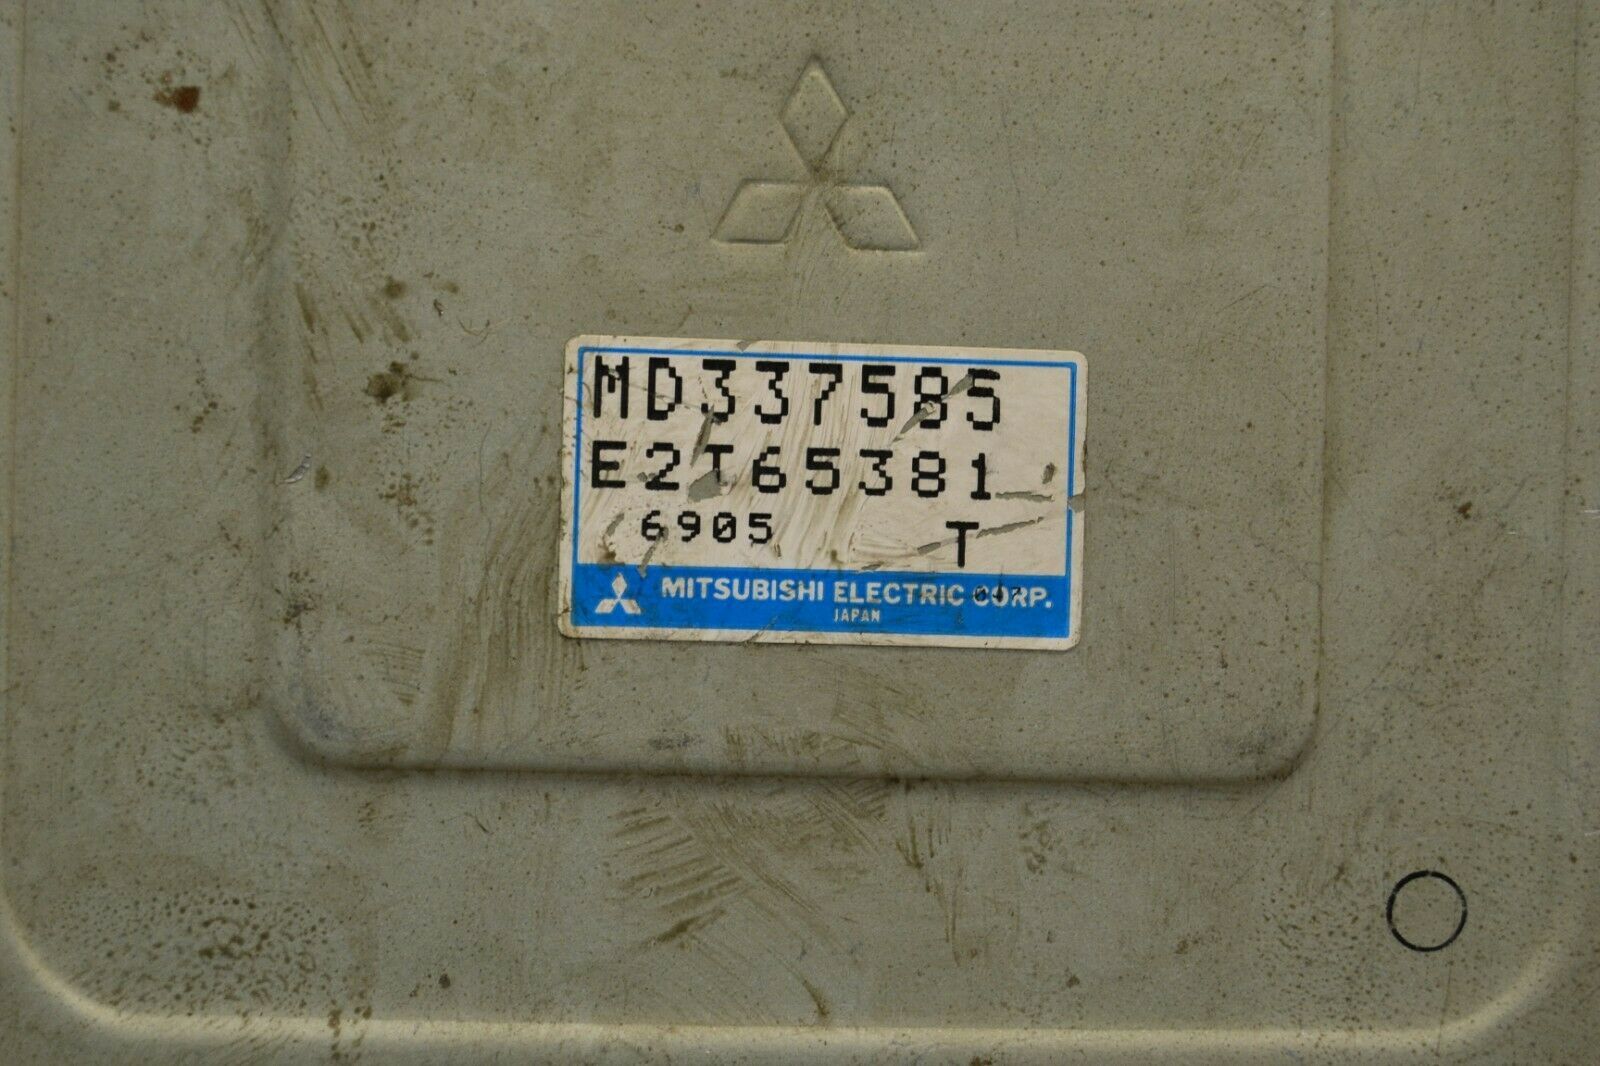 MD337585
E2T65381
6905 T
MITSUBISHI ELECTRIC CORP.
JAPAN